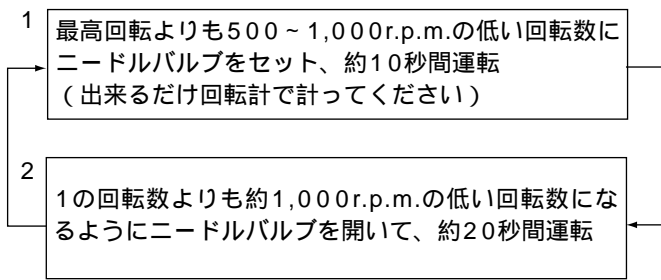 1
最高回転よりも500~1,000r.p.m.の低い回転数に
ニードルバルブをセット、約10秒間運転
(出来るだけ回転計で計ってください)
2
1の回転数よりも約1,000r.p.m.の低い回転数にな
るようにニードルバルブを開いて、約20秒間運転